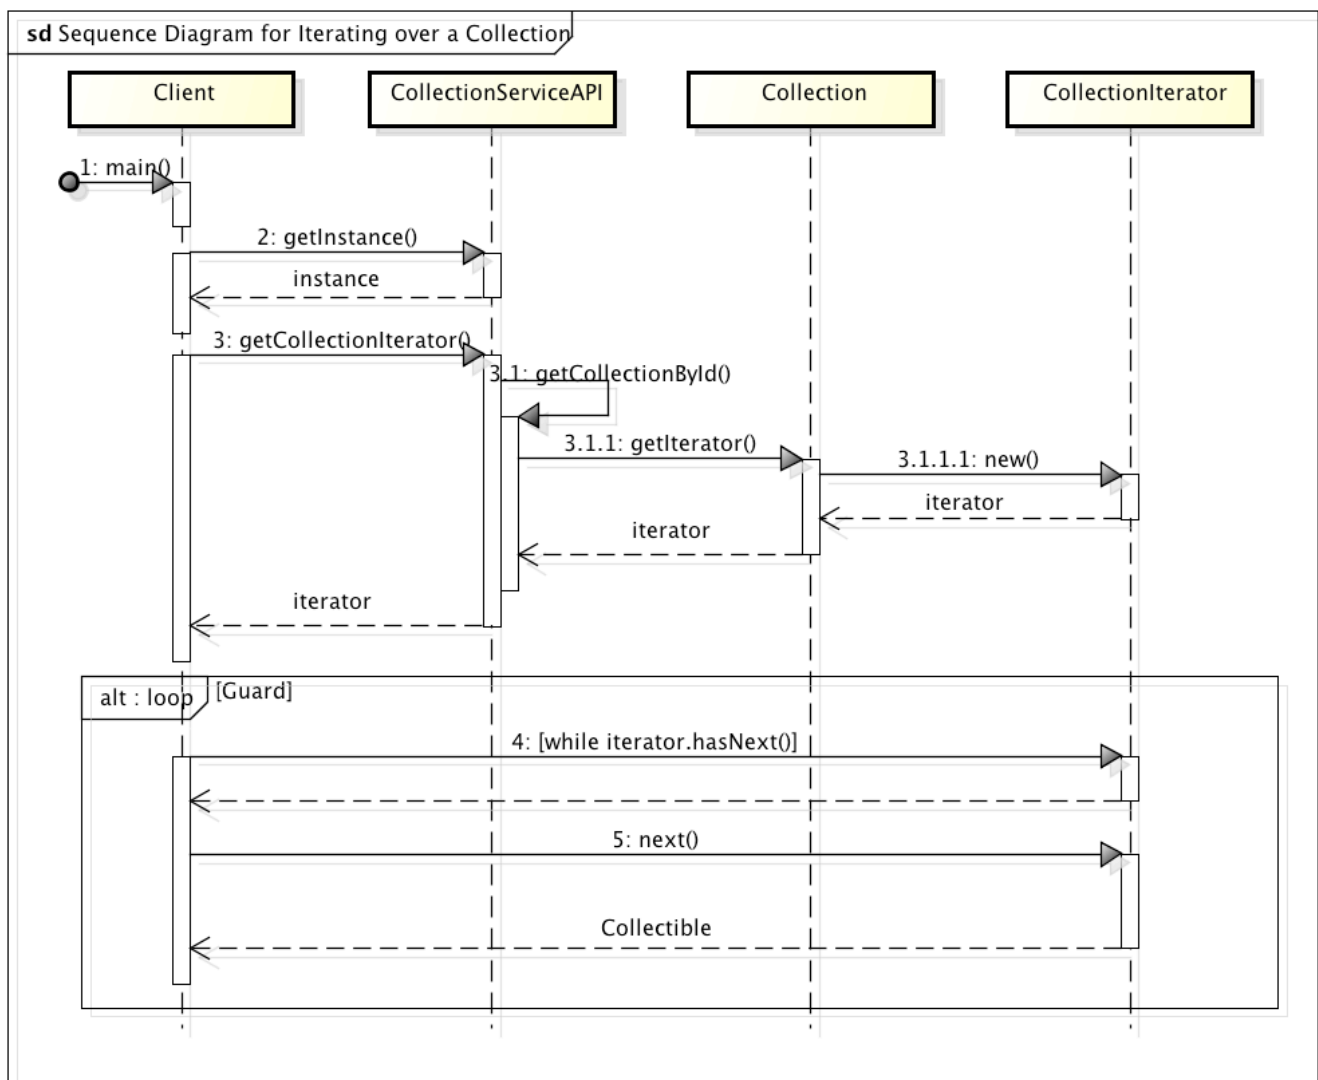 sd Sequence Diagram for Iterating over a Collection
Client
CollectionServiceAPI
Collection
CollectionIterator
1: main()
2: getInstance()
instance
3: getCollectionIterator()
3.1: getCollectionById()
3.1.1: getIterator()
3.1.1.1: new()
iterator
iterator
iterator
alt : loop
[Guard]
4: [while iterator.hasNext()]
5: next()
Collectible